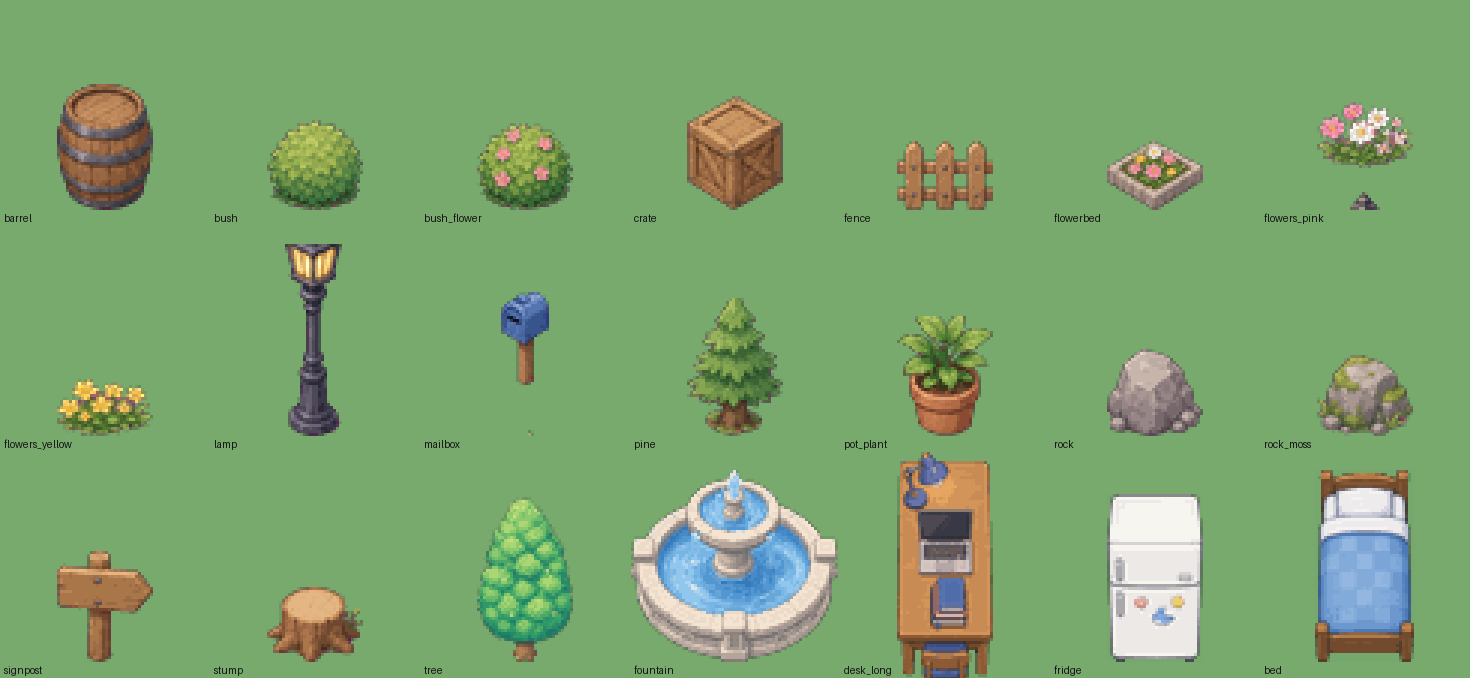 barrel
bush
bush_flower
crate
fence
flowerbed
flowers_pink
flowers_yellow
lamp
mailbox
pine
pot_plant
rock
rock_moss
signpost
stump
tree
fountain
desk_long
fridge
bed